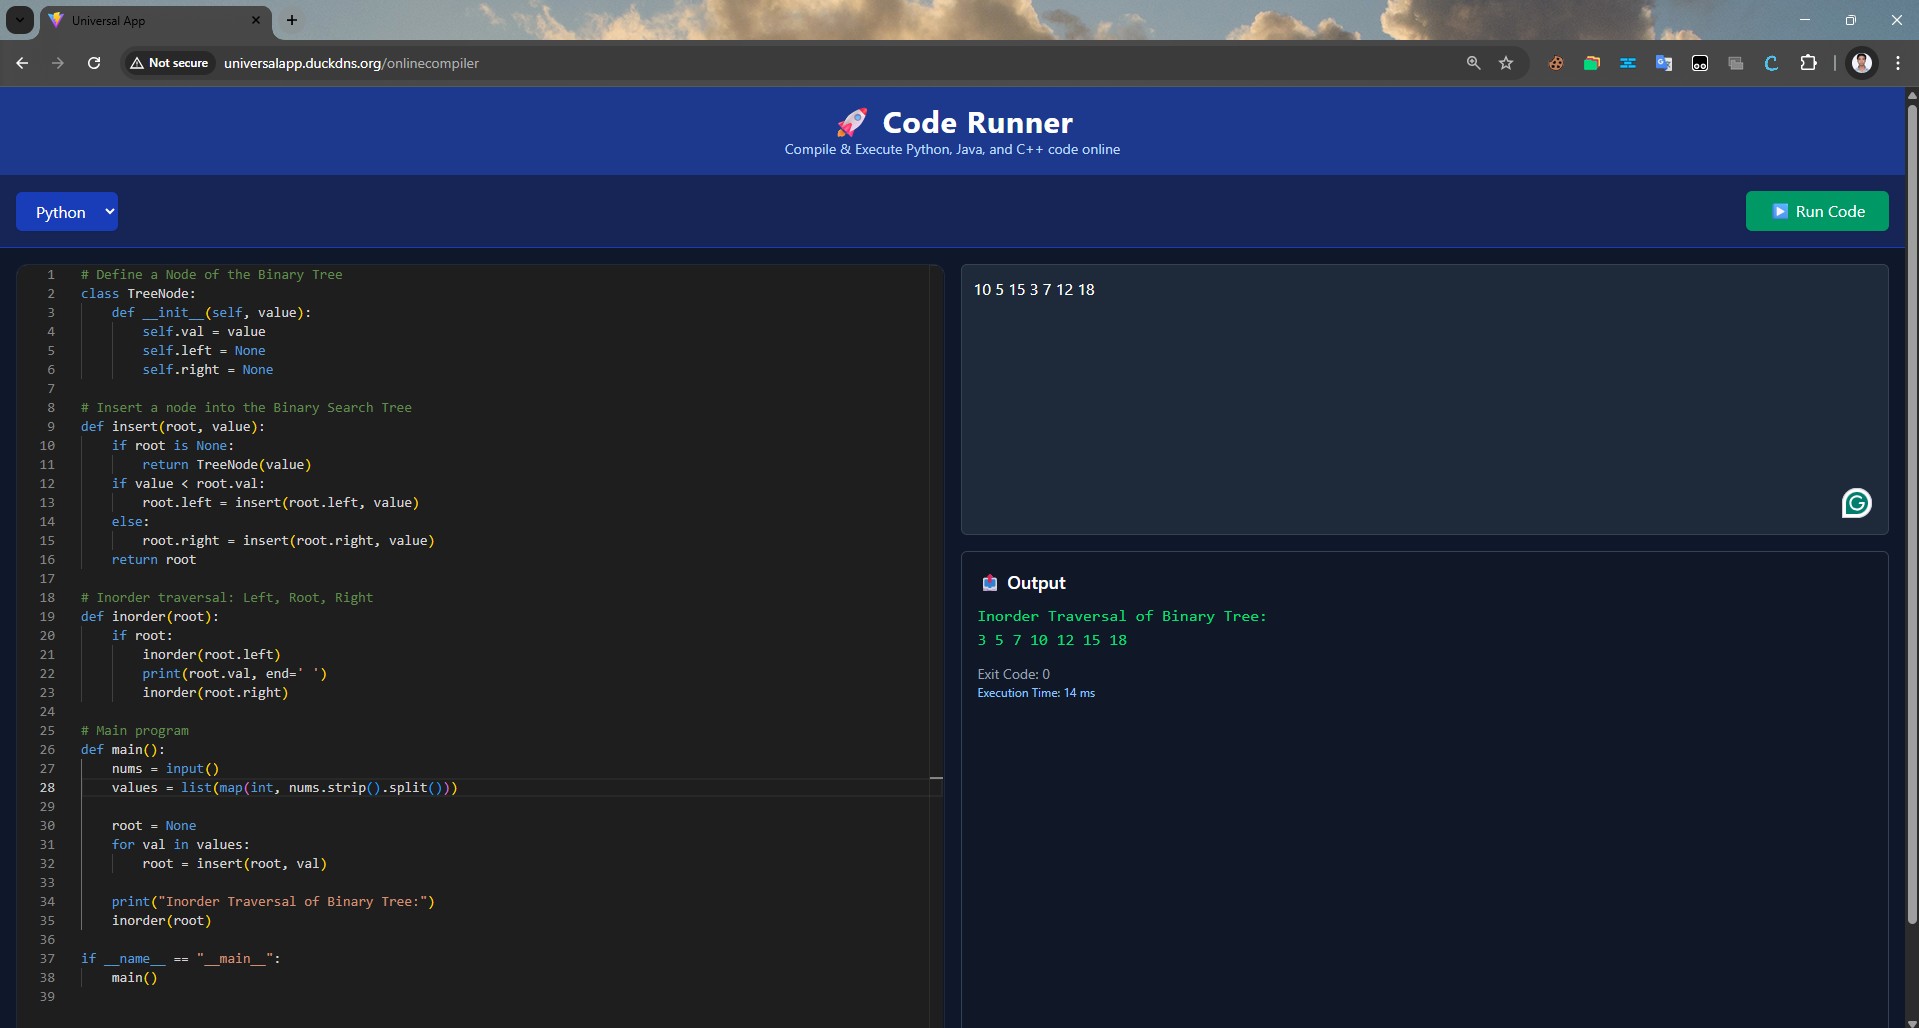 Universal App
Not secure
universalapp.duckdns.org/onlinecompiler
🚀 Code Runner
Compile & Execute Python, Java, and C++ code online
Python
Run Code
1 # Define a Node of the Binary Tree
2 class TreeNode:
3     def __init__(self, value):
4         self.val = value
5         self.left = None
6         self.right = None
7
8 # Insert a node into the Binary Search Tree
9 def insert(root, value):
10     if root is None:
11         return TreeNode(value)
12     if value < root.val:
13         root.left = insert(root.left, value)
14     else:
15         root.right = insert(root.right, value)
16     return root
17
18 # Inorder traversal: Left, Root, Right
19 def inorder(root):
20     if root:
21         inorder(root.left)
22         print(root.val, end=' ')
23         inorder(root.right)
24
25 # Main program
26 def main():
27     nums = input()
28     values = list(map(int, nums.strip().split()))
29
30     root = None
31     for val in values:
32         root = insert(root, val)
33
34     print("Inorder Traversal of Binary Tree:")
35     inorder(root)
36
37 if __name__ == "__main__":
38     main()
39
10 5 15 3 7 12 18
Output
Inorder Traversal of Binary Tree:
3 5 7 10 12 15 18
Exit Code: 0
Execution Time: 14 ms